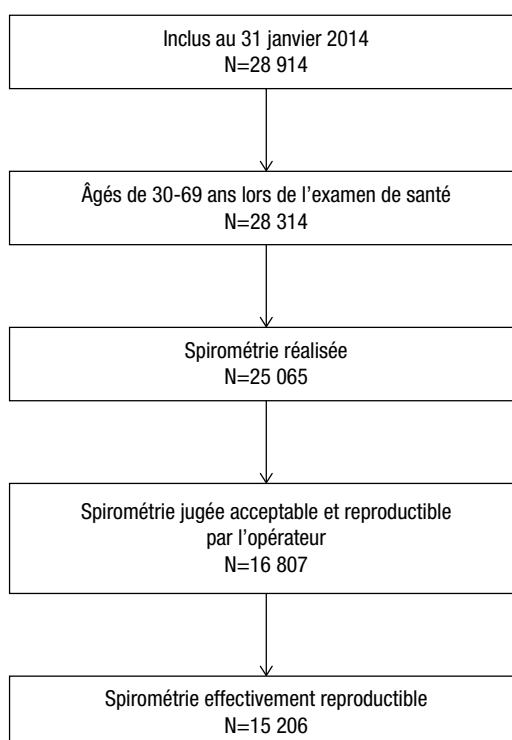 Inclus au 31 janvier 2014
N=28 914
Âgés de 30-69 ans lors de l’examen de santé
N=28 314
Spirométrie réalisée
N=25 065
Spirométrie jugée acceptable et reproductible
par l’opérateur
N=16 807
Spirométrie effectivement reproductible
N=15 206